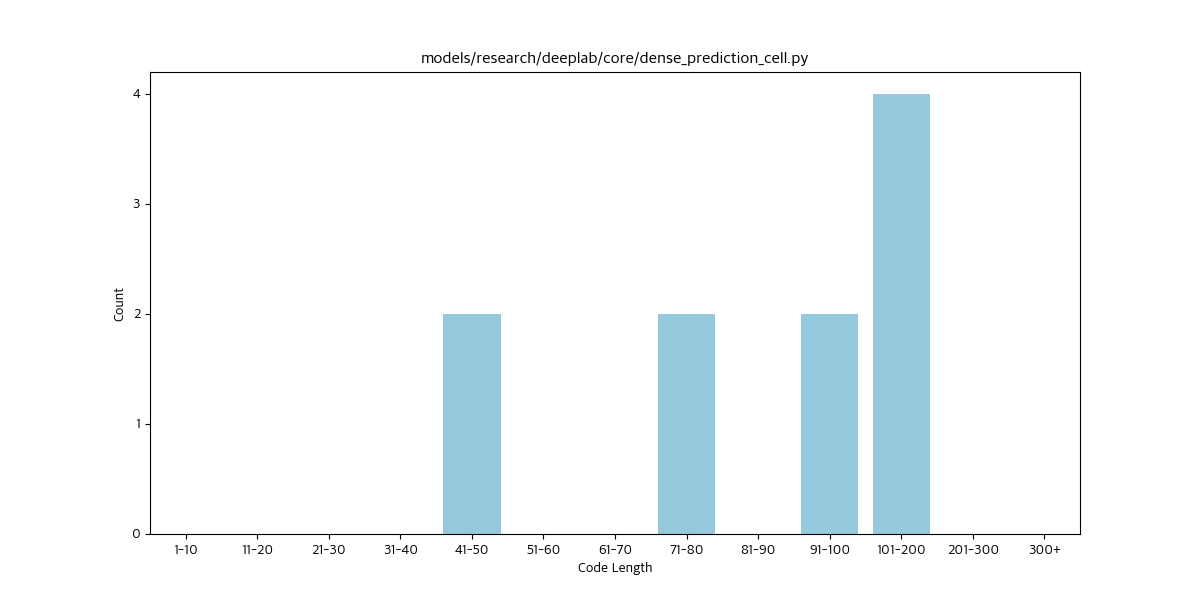 models/research/deeplab/core/dense_prediction_cell.py
Count
4
3
2
1
0
1-10 11-20 21-30 31-40 41-50 51-60 61-70 71-80 81-90 91-100 101-200 201-300 300+
Code Length